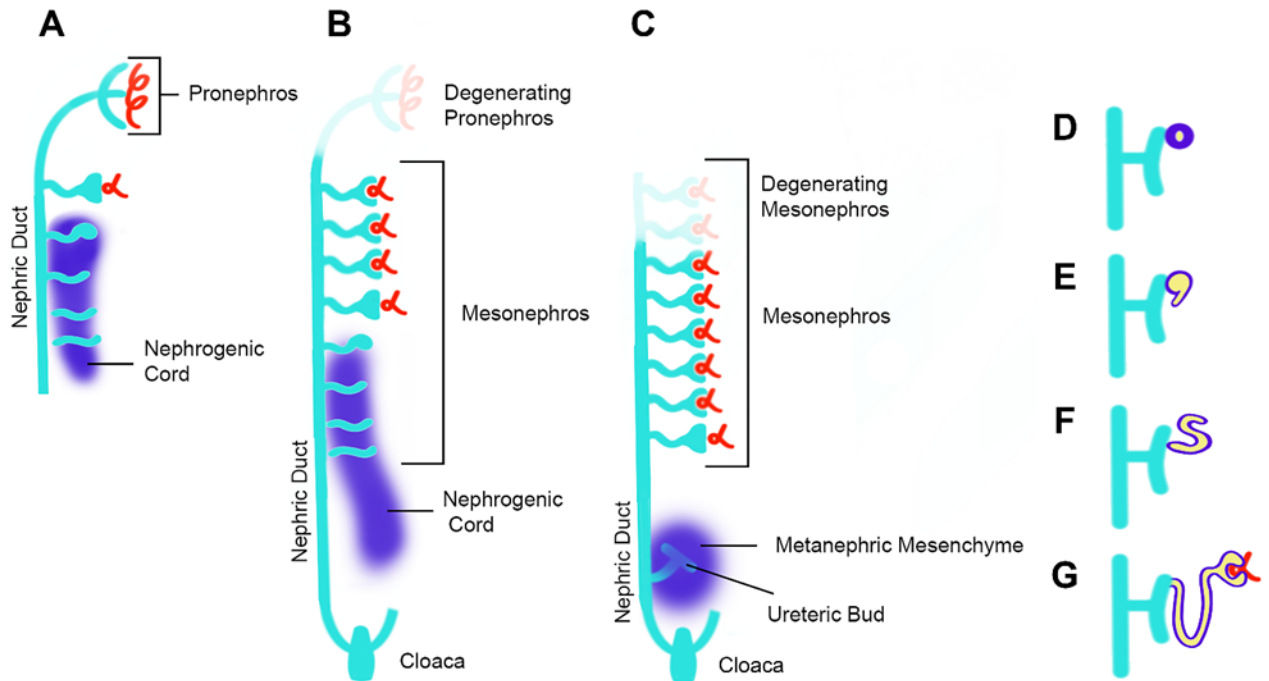 A
Pronephros
Nephric Duct
Nephrogenic
Cord
B
Degenerating
Pronephros
Mesonephros
Nephric Duct
Nephrogenic
Cord
Cloaca
C
Degenerating
Mesonephros
Mesonephros
Nephric Duct
Metanephric Mesenchyme
Ureteric Bud
Cloaca
D
E
F
G